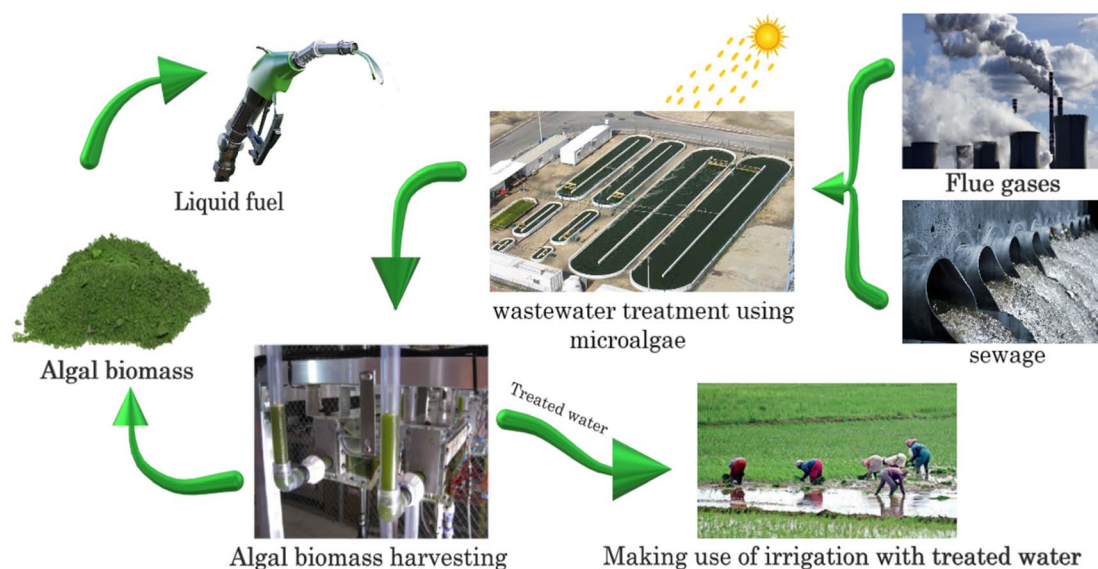 Liquid fuel
Flue gases
wastewater treatment using
microalgae
sewage
Algal biomass
Treated water
Algal biomass harvesting
Making use of irrigation with treated water